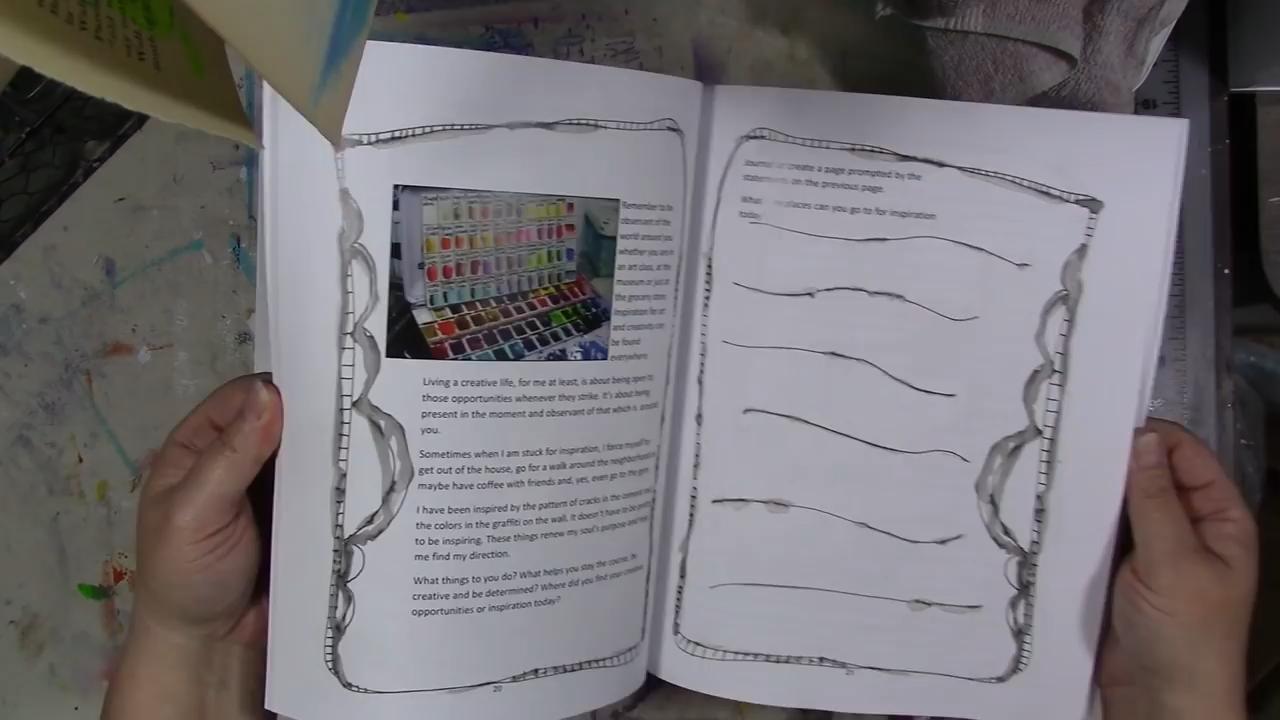 Remember to be
observant of the
world around you
whether you are in
an art class, at the
museum or just at
the grocery store.
Inspiration for art
and creativity can
be found
everywhere.
Living a creative life, for me at least, is about being open to
those opportunities whenever they strike. It's about being
present in the moment and observant of that which is around
you.
Sometimes when I am stuck for inspiration, I force myself to
get out of the house, go for a walk around the neighborhood
maybe have coffee with friends and, yes, even go to the gym.
I have been inspired by the pattern of cracks in the cement
the colors in the graffiti on the wall. It doesn't have to be
to be inspiring. These things renew my soul's purpose and
me find my direction.
What things to you do? What helps you stay the course, be
creative and be determined? Where did you find your creative
opportunities or inspiration today?
20
Journal or create a page prompted by the
statements on the previous page.
What places can you go to for inspiration
today
21